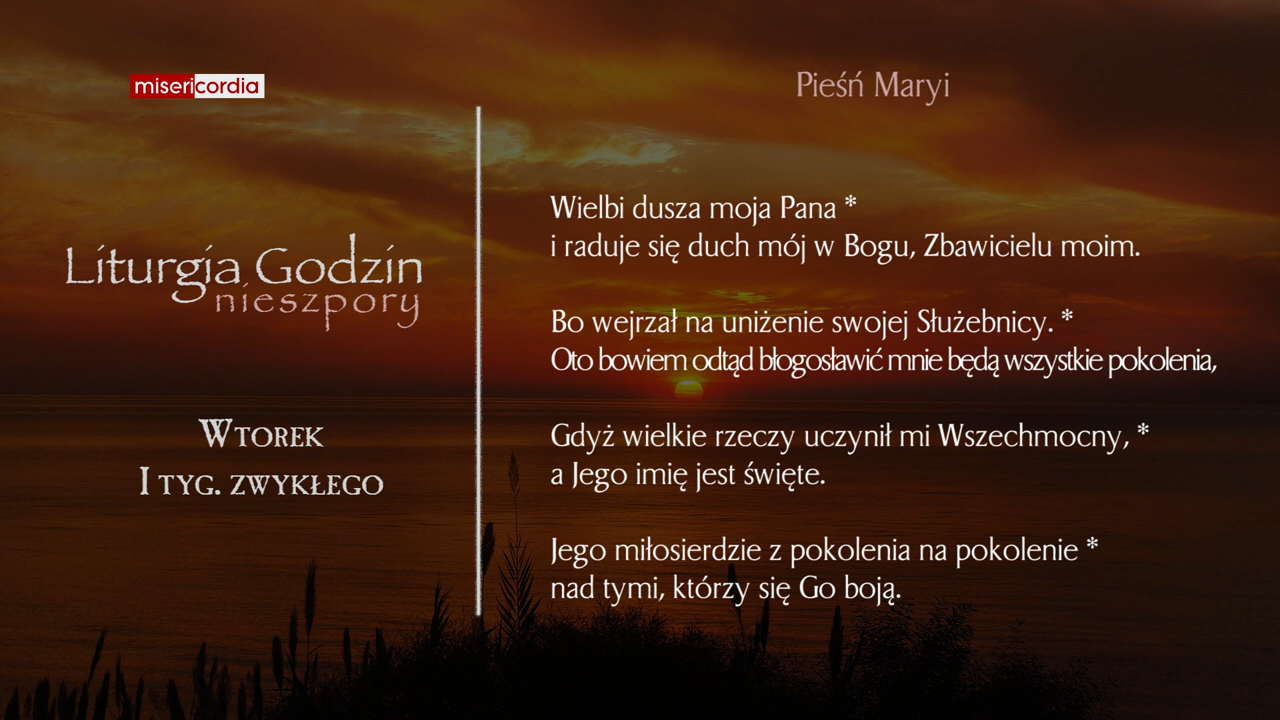 misericordia
Liturgia Godzin
nieszpory
Wtorek
I tyg. zwykłego
Pieśń Maryi
Wielbi dusza moja Pana *
i raduje się duch mój w Bogu, Zbawicielu moim.
Bo wejrzał na uniżenie swojej Służebnicy. *
Oto bowiem odtąd błogosławić mnie będą wszystkie pokolenia,
Gdyż wielkie rzeczy uczynił mi Wszechmocny, *
a Jego imię jest święte.
Jego miłosierdzie z pokolenia na pokolenie *
nad tymi, którzy się Go boją.